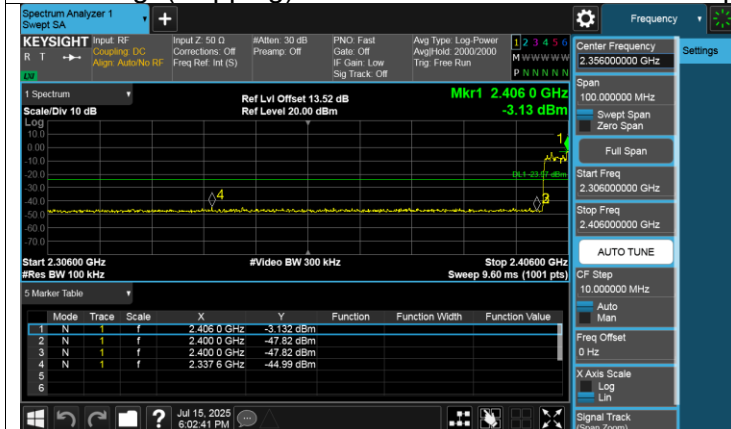 Spectrum Analyzer 1
Swept SA
Frequency
KEYSIGHT
R T
Input: RF
Coupling: DC
Align: Auto/No RF
Input Z: 50 Ω
Corrections: Off
Freq Ref: Int (S)
#Atten: 30 dB
Preamp: Off
PNO: Fast
Gate: Off
IF Gain: Low
Sig Track: Off
Avg Type: Log-Power
Avg|Hold: 2000/2000
Trig: Free Run
1 2 3 4 5 6
M W W W W W
P N N N N N
1 Spectrum
Scale/Div 10 dB
Ref Lvl Offset 13.52 dB
Ref Level 20.00 dBm
Mkr1 2.406 0 GHz
-3.13 dBm
Log
10.0
0.00
-10.0
-20.0
-30.0
-40.0
-50.0
-60.0
-70.0
1
DL1 -23.57 dBm
4
2
Start 2.30600 GHz
#Res BW 100 kHz
#Video BW 300 kHz
Stop 2.40600 GHz
Sweep 9.60 ms (1001 pts)
5 Marker Table
Mode Trace Scale X Y Function Function Width Function Value
1 N 1 f 2.406 0 GHz -3.132 dBm
2 N 1 f 2.400 0 GHz -47.82 dBm
3 N 1 f 2.400 0 GHz -47.82 dBm
4 N 1 f 2.337 6 GHz -44.99 dBm
5
6
Jul 15, 2025
6:02:41 PM
Center Frequency
2.356000000 GHz
Settings
Span
100.000000 MHz
Swept Span
Zero Span
Full Span
Start Freq
2.306000000 GHz
Stop Freq
2.406000000 GHz
AUTO TUNE
CF Step
10.000000 MHz
Auto
Man
Freq Offset
0 Hz
X Axis Scale
Log
Lin
Signal Track
(Span Zoom)